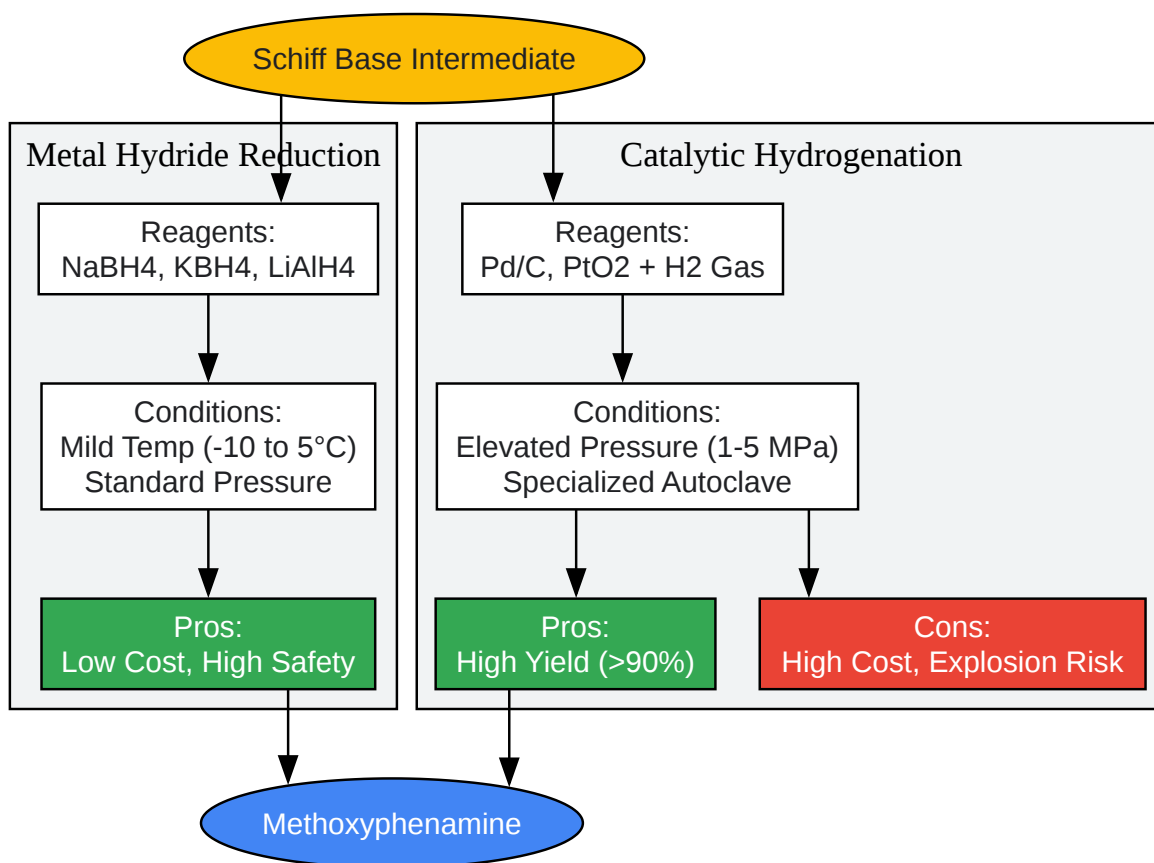 Schiff Base Intermediate
Metal Hydride Reduction
Catalytic Hydrogenation
Reagents:
NaBH4, KBH4, LiAlH4
Reagents:
Pd/C, PtO2 + H2 Gas
Conditions:
Mild Temp (-10 to 5°C)
Standard Pressure
Conditions:
Elevated Pressure (1-5 MPa)
Specialized Autoclave
Pros:
Low Cost, High Safety
Pros:
High Yield (>90%)
Cons:
High Cost, Explosion Risk
Methoxyphenamine